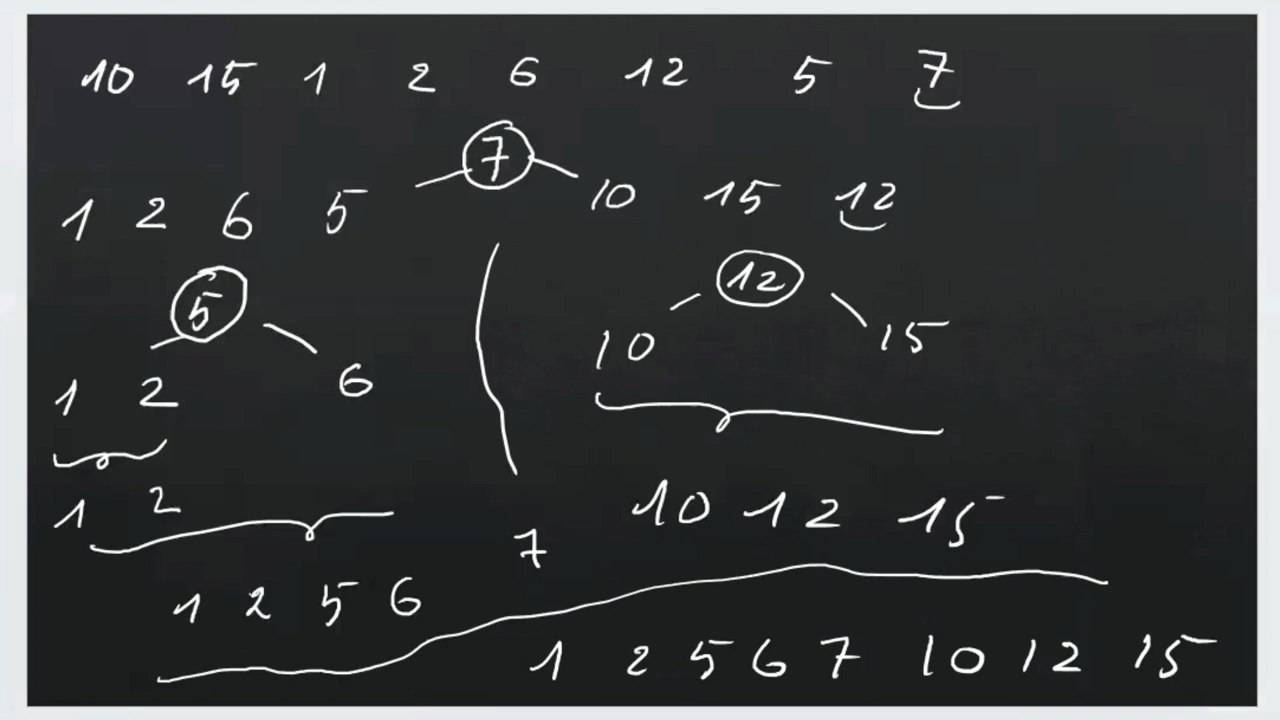 10 15 1 2 6 12 5 7
7
1 2 6 5 10 15 12
5 12
10 15
1 2 6
1 2 10 12 15
7
1 2 5 6
1 2 5 6 7 10 12 15